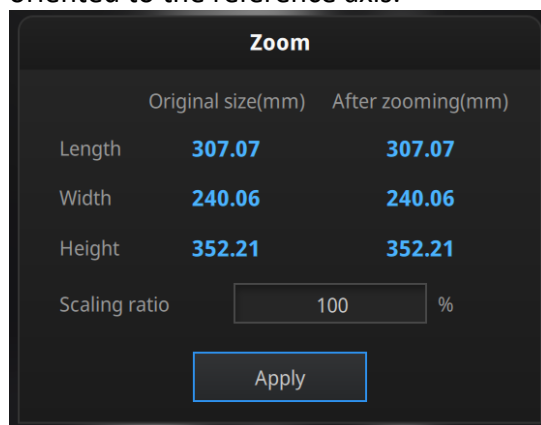 oriented to the reference axis.
Zoom
Original size(mm) After zooming(mm)
Length 307.07 307.07
Width 240.06 240.06
Height 352.21 352.21
Scaling ratio 100 %
Apply